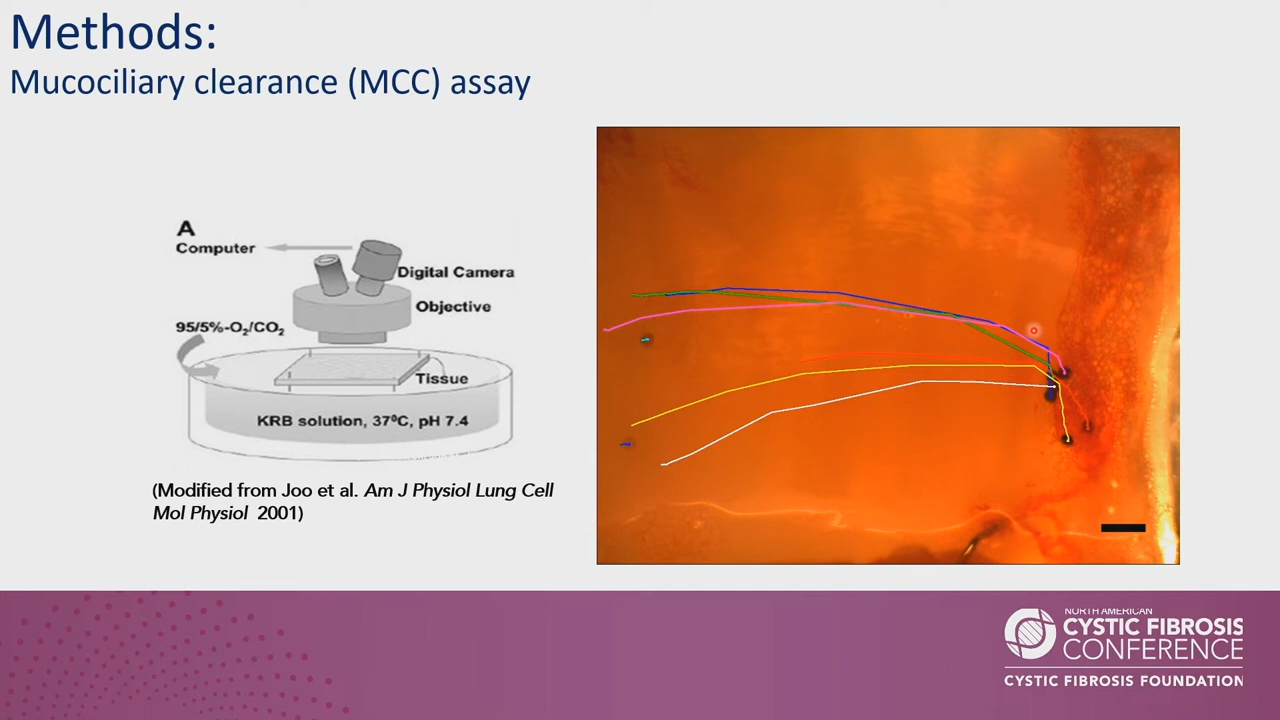 Methods:
Mucociliary clearance (MCC) assay
A
Computer
Digital Camera
Objective
95/5%-O₂/CO₂
Tissue
KRB solution, 37⁰C, pH 7.4
(Modified from Joo et al. Am J Physiol Lung Cell
Mol Physiol 2001)
NORTH AMERICAN
CYSTIC FIBROSIS
CONFERENCE
CYSTIC FIBROSIS FOUNDATION